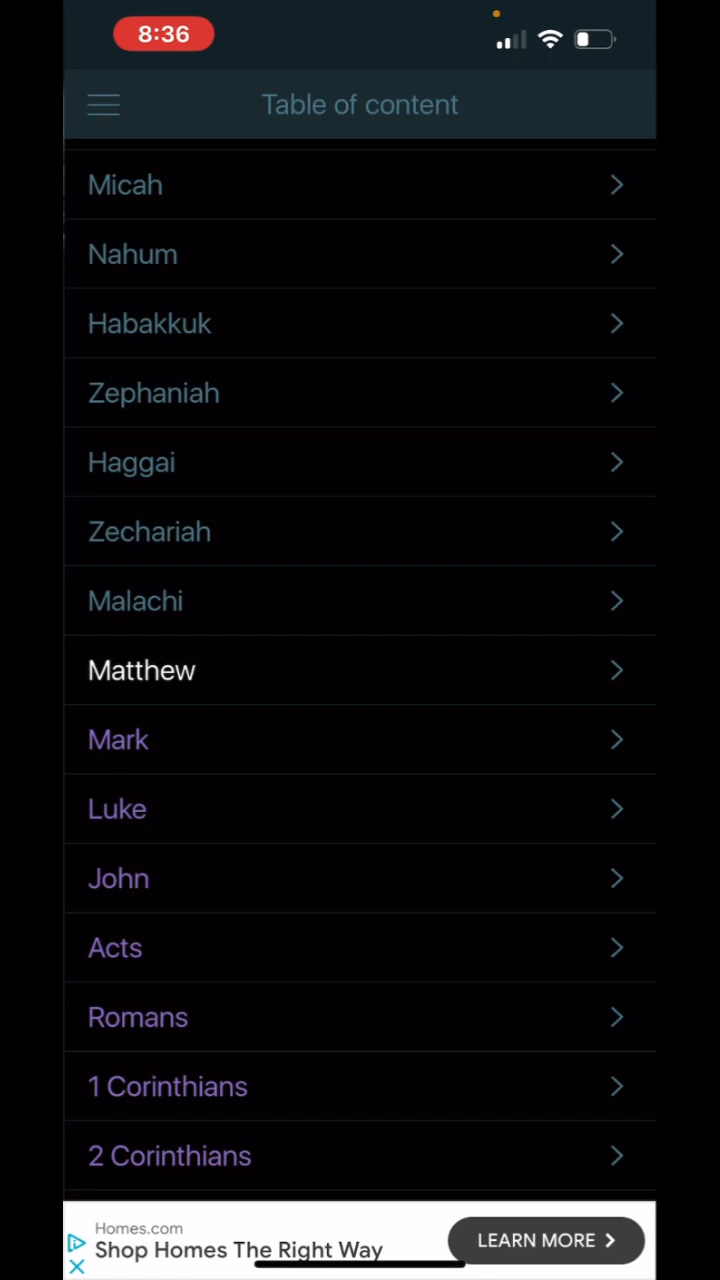 8:36
Table of content
Micah
Nahum
Habakkuk
Zephaniah
Haggai
Zechariah
Malachi
Matthew
Mark
Luke
John
Acts
Romans
1 Corinthians
2 Corinthians
Homes.com
Shop Homes The Right Way
LEARN MORE